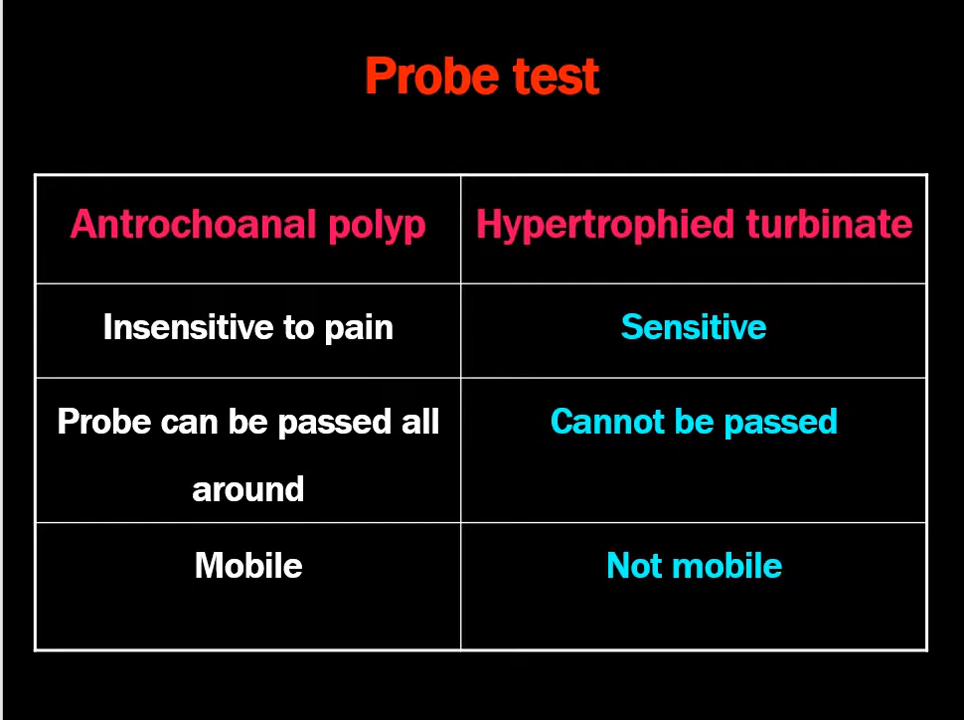 Probe test
Antrochoanal polyp
Hypertrophied turbinate
Insensitive to pain
Sensitive
Probe can be passed all
around
Cannot be passed
Mobile
Not mobile